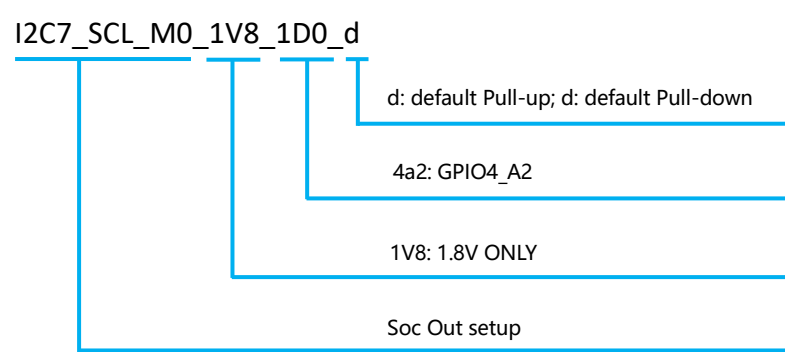 I2C7_SCL_M0_1V8_1D0_d
d: default Pull-up; d: default Pull-down
4a2: GPIO4_A2
1V8: 1.8V ONLY
Soc Out setup